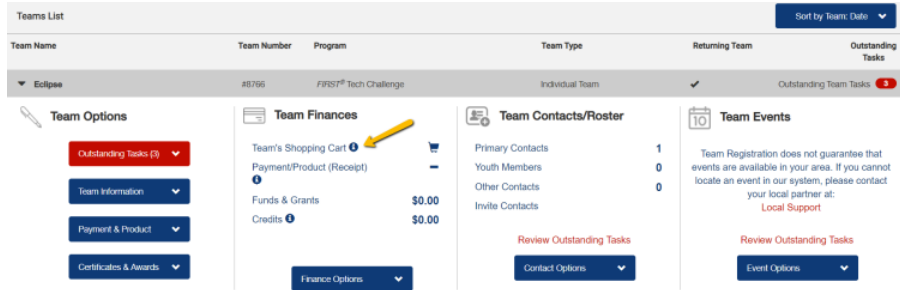 Teams List
Sort by Team: Date
Team Name Team Number Program Team Type Returning Team Outstanding Tasks
Eclipse #8766 FIRST® Tech Challenge Individual Team Outstanding Team Tasks 3
Team Options
Outstanding Tasks (3)
Team Information
Payment & Product
Certificates & Awards
Team Finances
Team's Shopping Cart
Payment/Product (Receipt) –
Funds & Grants $0.00
Credits $0.00
Finance Options
Team Contacts/Roster
Primary Contacts 1
Youth Members 0
Other Contacts 0
Invite Contacts
Review Outstanding Tasks
Contact Options
10
Team Events
Team Registration does not guarantee that
events are available in your area. If you cannot
locate an event in our system, please contact
your local partner at:
Local Support
Review Outstanding Tasks
Event Options